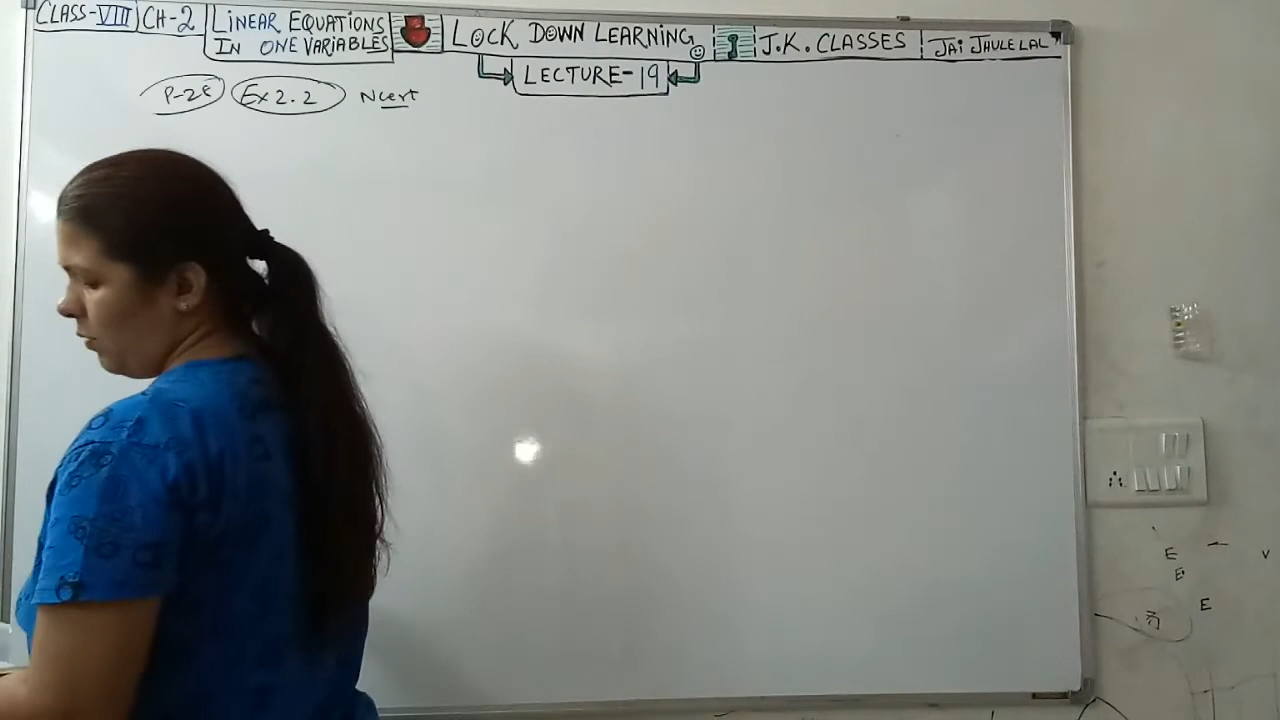 CLASS-VIII CH-2 LINEAR EQUATIONS IN ONE VARIABLES LOCK DOWN LEARNING J.K. CLASSES JAI JHULELAL
LECTURE-19
Ex 2.2 Ncert
E
E
E